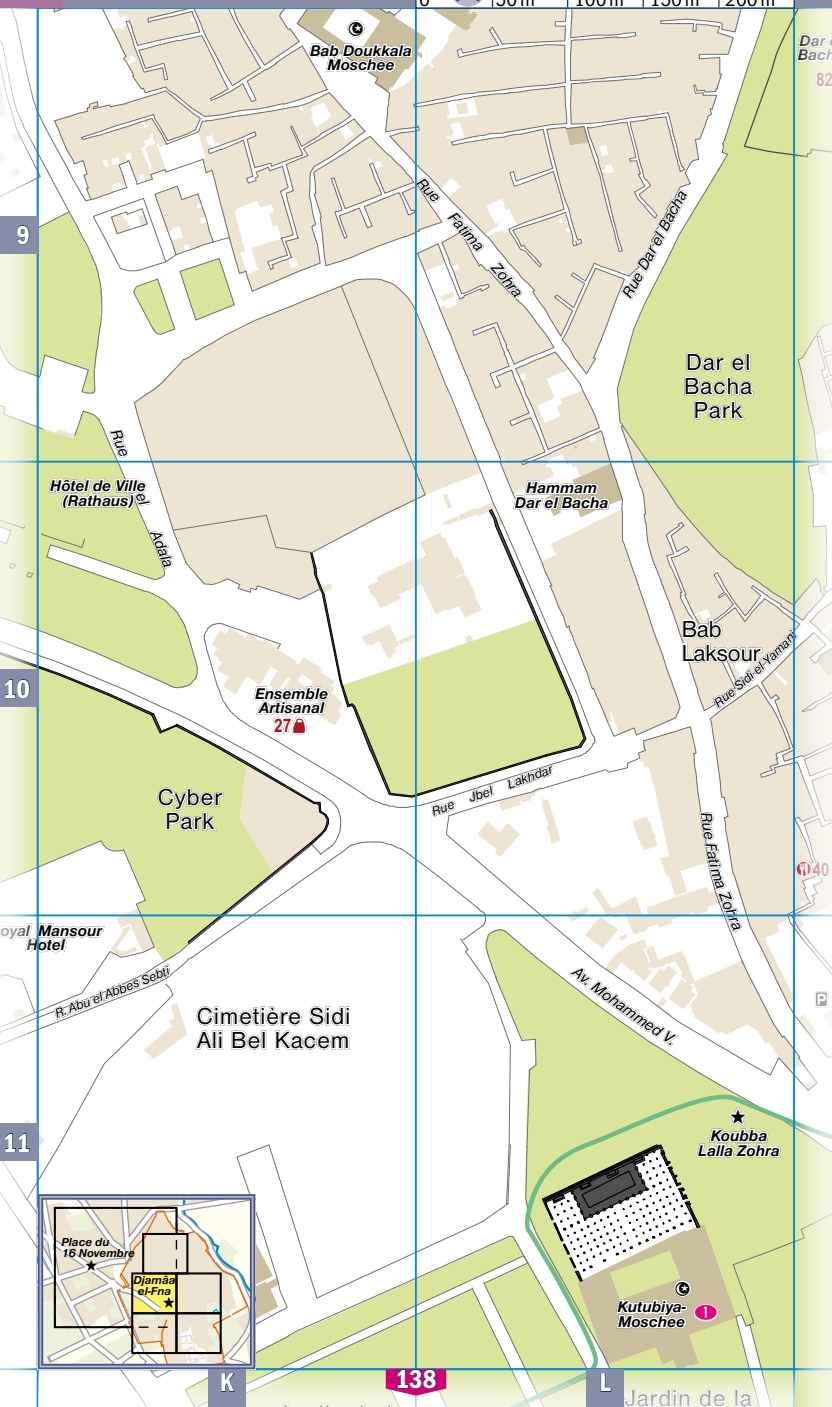 0
50 m
100 m
150 m
200 m
Bab Doukkala
Moschee
Bach
82
Rue Fatima Zohra
9
Rue Dar el Bacha
Dar el
Bacha
Park
Rue el Adala
Hôtel de Ville
(Rathaus)
Hammam
Dar el Bacha
Bab
Laksour
Rue Sidi-el-Yamani
10
Ensemble
Artisanal
27
Cyber
Park
Rue Jbel Lakhdar
Rue Fatima Zohra
40
oyal Mansour
Hotel
R. Abu el Abbes Sebti
Av. Mohammed V.
P
Cimetière Sidi
Ali Bel Kacem
11
Koubba
Lalla Zohra
Place du
16 Novembre
Djamâa
el-Fna
Kutubiya-
Moschee
1
K
138
L
Jardin de la